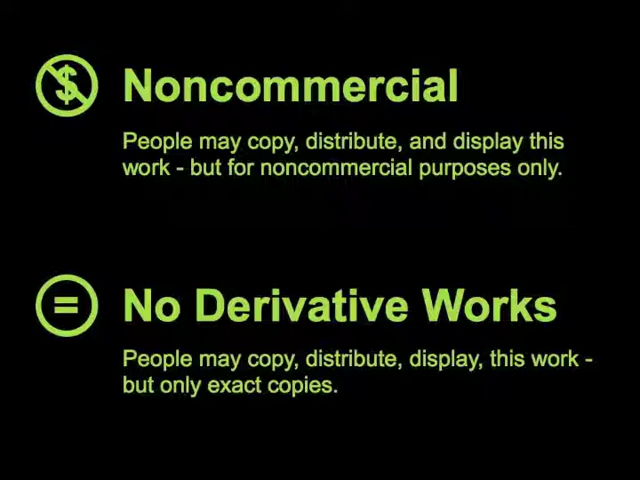 Noncommercial
People may copy, distribute, and display this
work - but for noncommercial purposes only.
No Derivative Works
People may copy, distribute, display, this work -
but only exact copies.